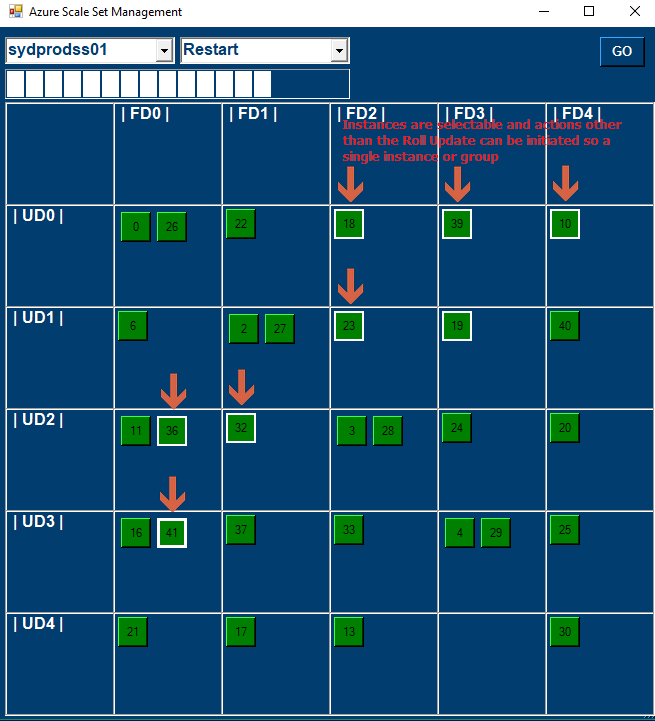 Azure Scale Set Management
sydprodss01 Restart GO
| FD0 | | FD1 | | FD2 | | FD3 | | FD4 |
Instances are selectable and actions other
than the Roll Update can be initiated so a
single instance or group
| UD0 | 0 26 22 18 39 10
| UD1 | 6 2 27 23 19 40
| UD2 | 11 36 32 3 28 24 20
| UD3 | 16 41 37 33 4 29 25
| UD4 | 21 17 13 30